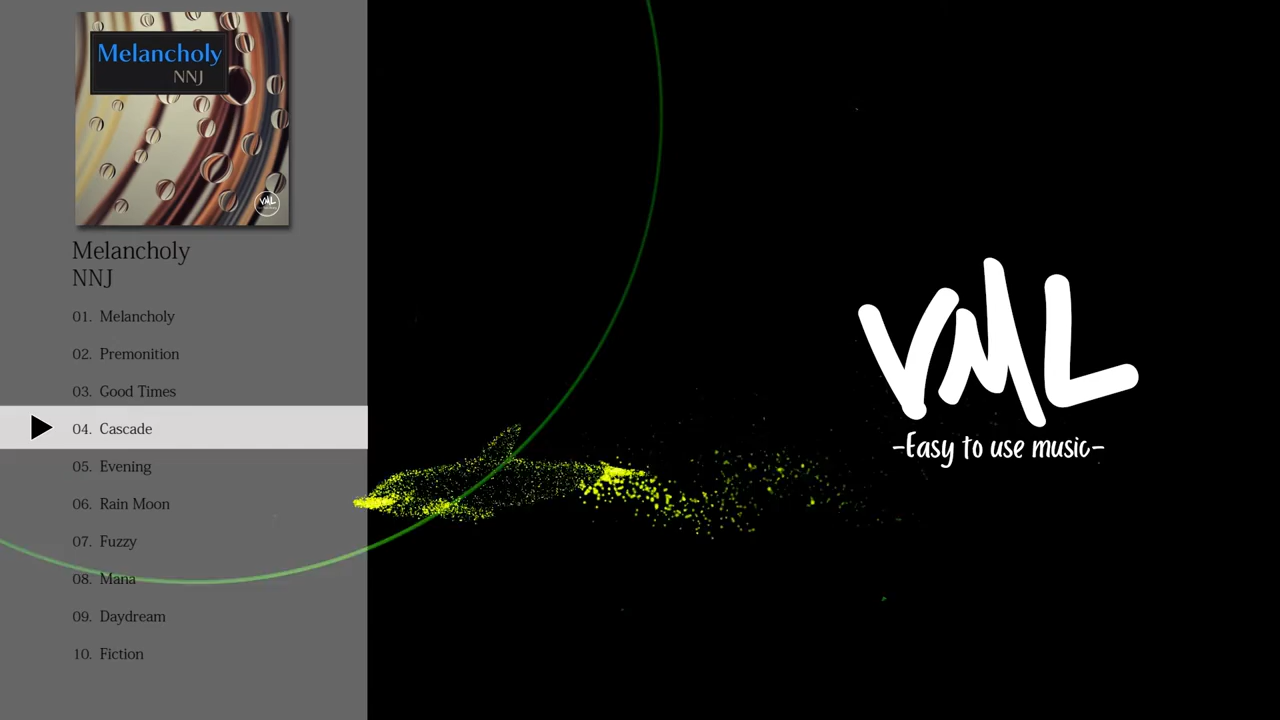 Melancholy
NNJ
VML
Melancholy
NNJ
01. Melancholy
02. Premonition
03. Good Times
04. Cascade
05. Evening
06. Rain Moon
07. Fuzzy
08. Mana
09. Daydream
10. Fiction
VML
-Easy to use music-